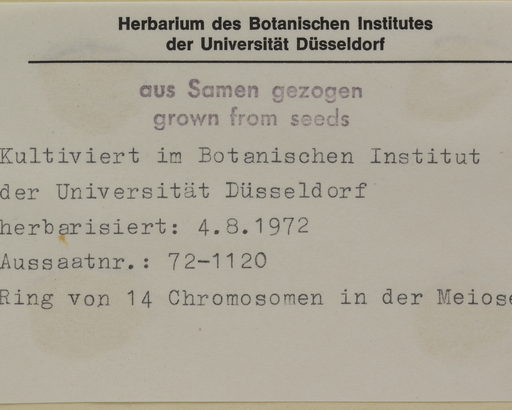 Herbarium des Botanischen Institutes
der Universität Düsseldorf
aus Samen gezogen
grown from seeds
Kultiviert im Botanischen Institut
der Universität Düsseldorf
herbarisiert: 4.8.1972
Aussaatnr.: 72-1120
Ring von 14 Chromosomen in der Meiose